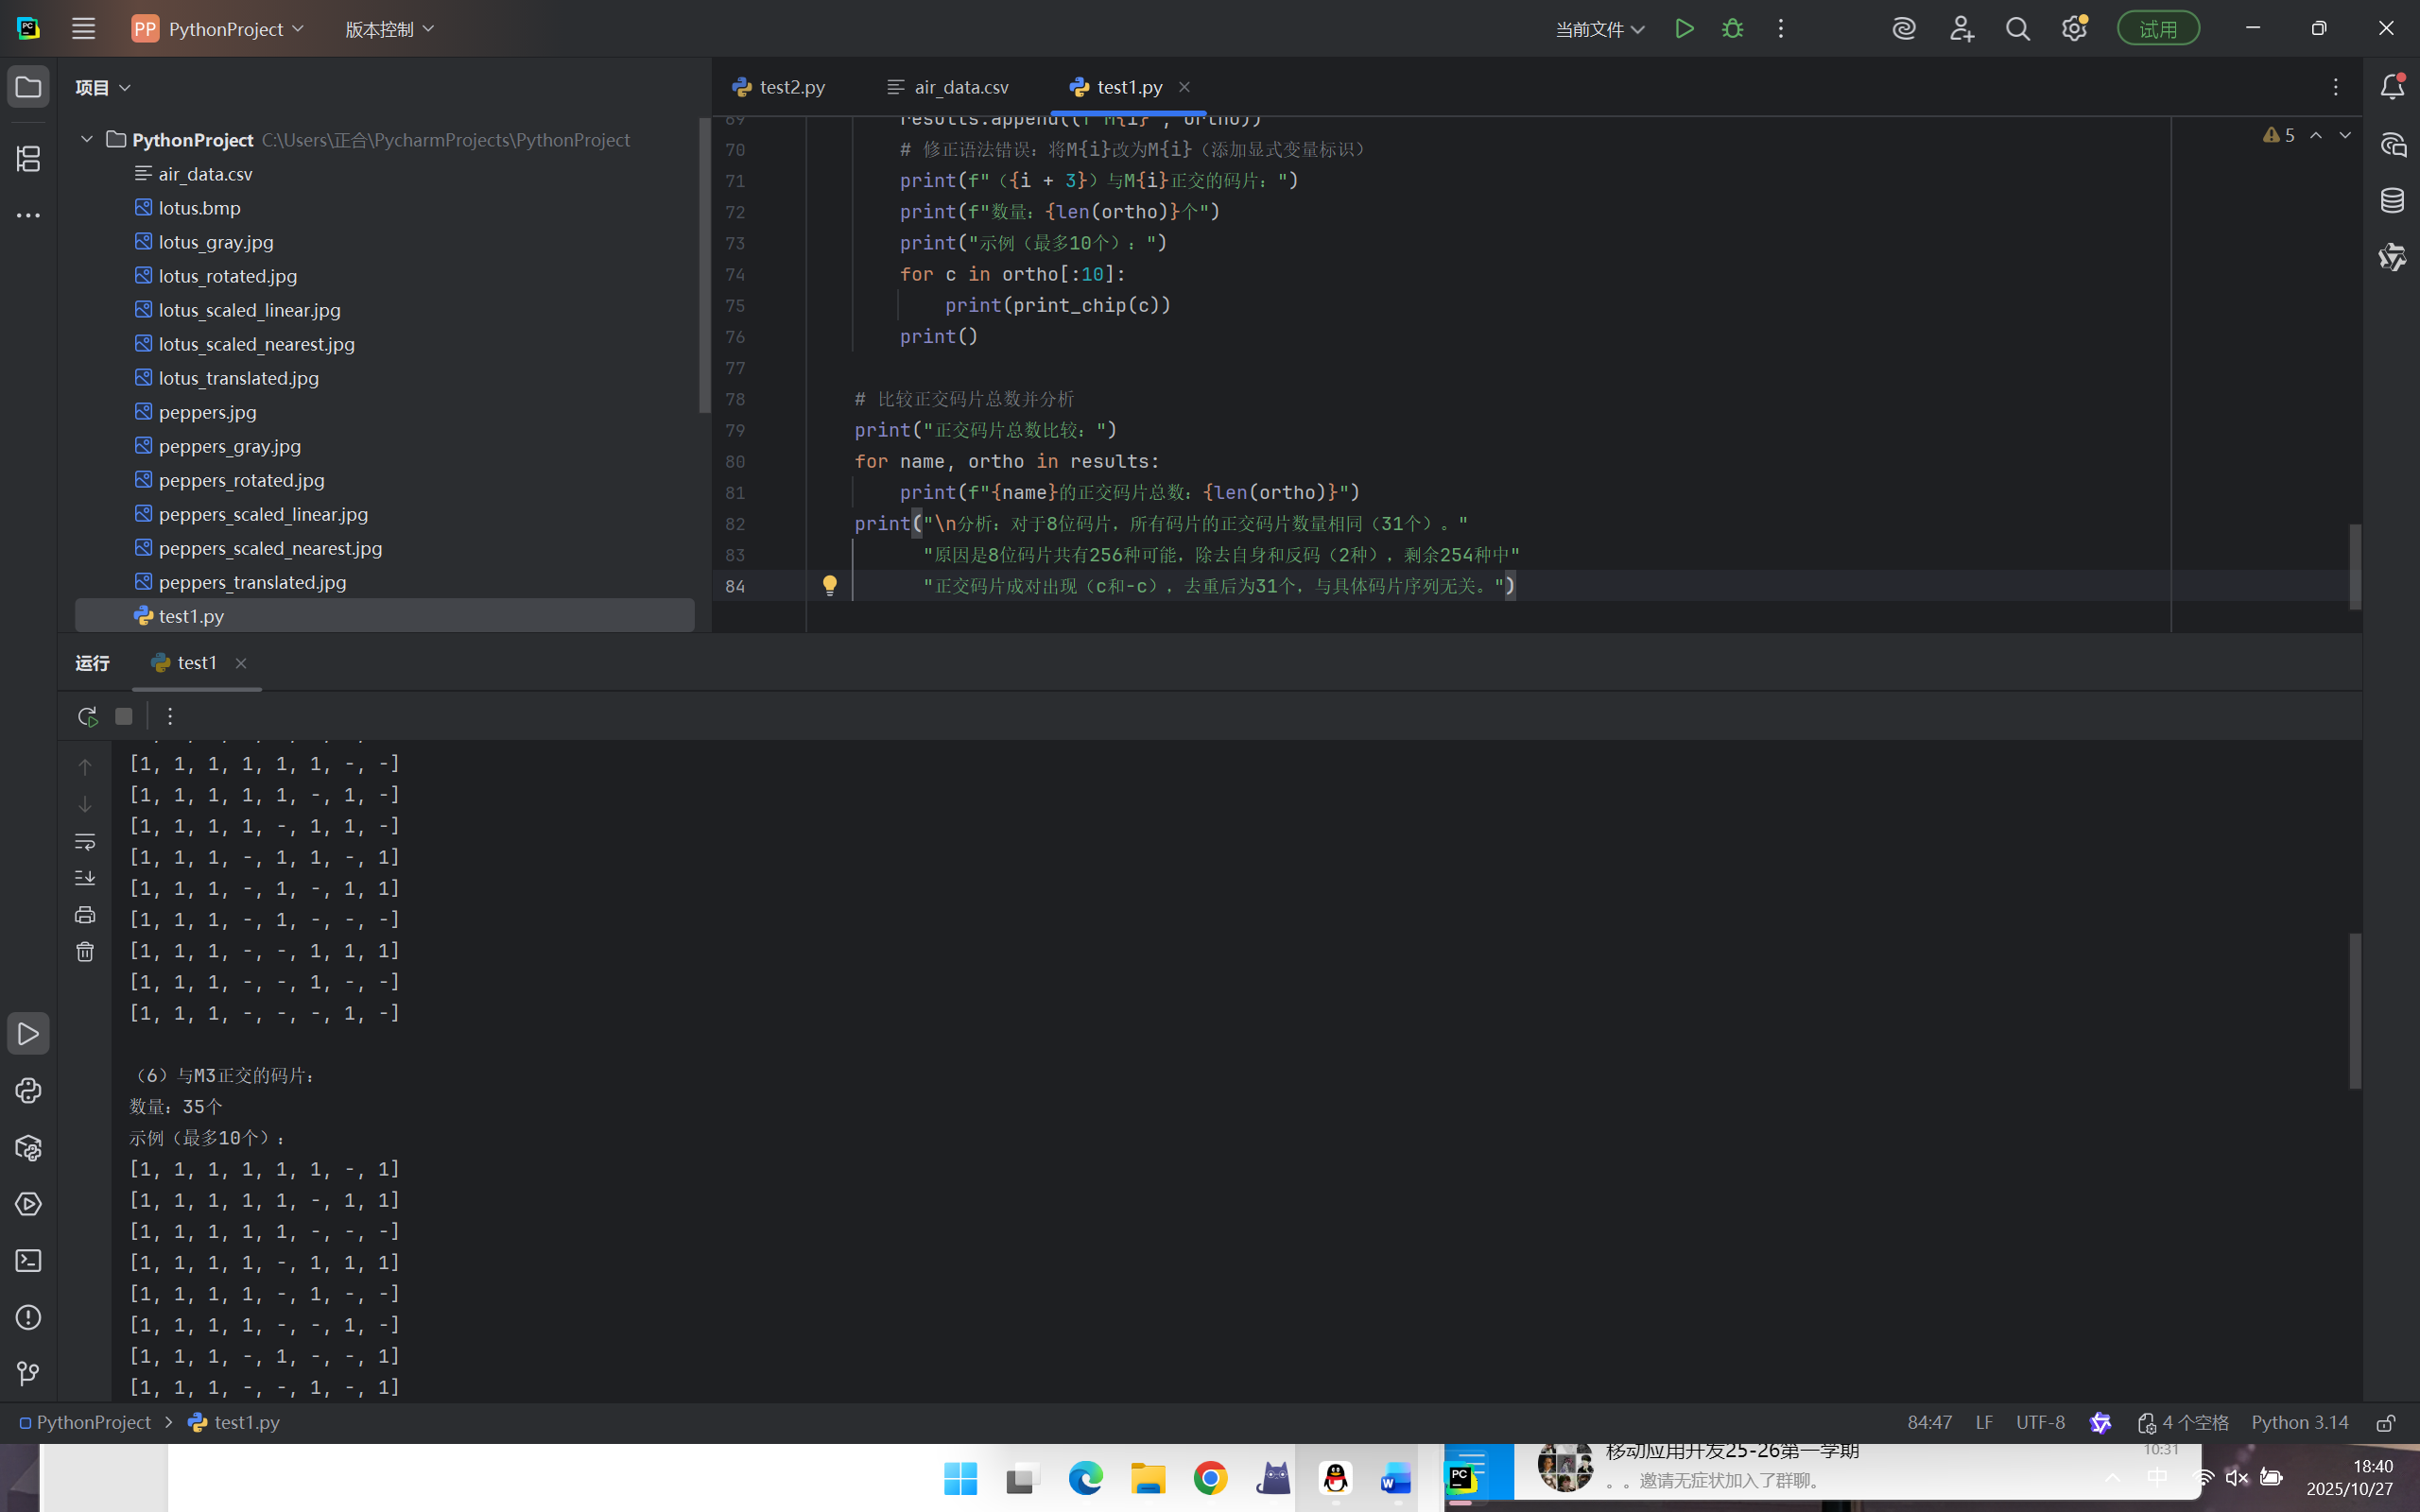 PC
PP PythonProject 版本控制
当前文件 试用
项目
test2.py air_data.csv test1.py
PythonProject C:\Users\正合\PycharmProjects\PythonProject
air_data.csv
lotus.bmp
lotus_gray.jpg
lotus_rotated.jpg
lotus_scaled_linear.jpg
lotus_scaled_nearest.jpg
lotus_translated.jpg
peppers.jpg
peppers_gray.jpg
peppers_rotated.jpg
peppers_scaled_linear.jpg
peppers_scaled_nearest.jpg
peppers_translated.jpg
test1.py
5
69 results.append((f"M{i}", ortho))
70 # 修正语法错误：将M{i}改为M{i}（添加显式变量标识）
71 print(f"（{i + 3}）与M{i}正交的码片：")
72 print(f"数量：{len(ortho)}个")
73 print("示例（最多10个）：")
74 for c in ortho[:10]:
75 print(print_chip(c))
76 print()
77
78 # 比较正交码片总数并分析
79 print("正交码片总数比较：")
80 for name, ortho in results:
81 print(f"{name}的正交码片总数：{len(ortho)}")
82 print("\n分析：对于8位码片，所有码片的正交码片数量相同（31个）。"
83 "原因是8位码片共有256种可能，除去自身和反码（2种），剩余254种中"
84 "正交码片成对出现（c和-c），去重后为31个，与具体码片序列无关。")
运行 test1
[1, 1, 1, 1, 1, 1, -, -]
[1, 1, 1, 1, 1, -, 1, -]
[1, 1, 1, 1, -, 1, 1, -]
[1, 1, 1, -, 1, 1, -, 1]
[1, 1, 1, -, 1, -, 1, 1]
[1, 1, 1, -, 1, -, -, -]
[1, 1, 1, -, -, 1, 1, 1]
[1, 1, 1, -, -, 1, -, -]
[1, 1, 1, -, -, -, 1, -]
（6）与M3正交的码片：
数量：35个
示例（最多10个）：
[1, 1, 1, 1, 1, 1, -, 1]
[1, 1, 1, 1, 1, -, 1, 1]
[1, 1, 1, 1, 1, -, -, -]
[1, 1, 1, 1, -, 1, 1, 1]
[1, 1, 1, 1, -, 1, -, -]
[1, 1, 1, 1, -, -, 1, -]
[1, 1, 1, -, 1, -, -, 1]
[1, 1, 1, -, -, 1, -, 1]
PythonProject test1.py
84:47 LF UTF-8 4 个空格 Python 3.14
移动应用开发25-26第一学期 10:31
。。邀请无症状加入了群聊。
W PC 中
18:40
2025/10/27